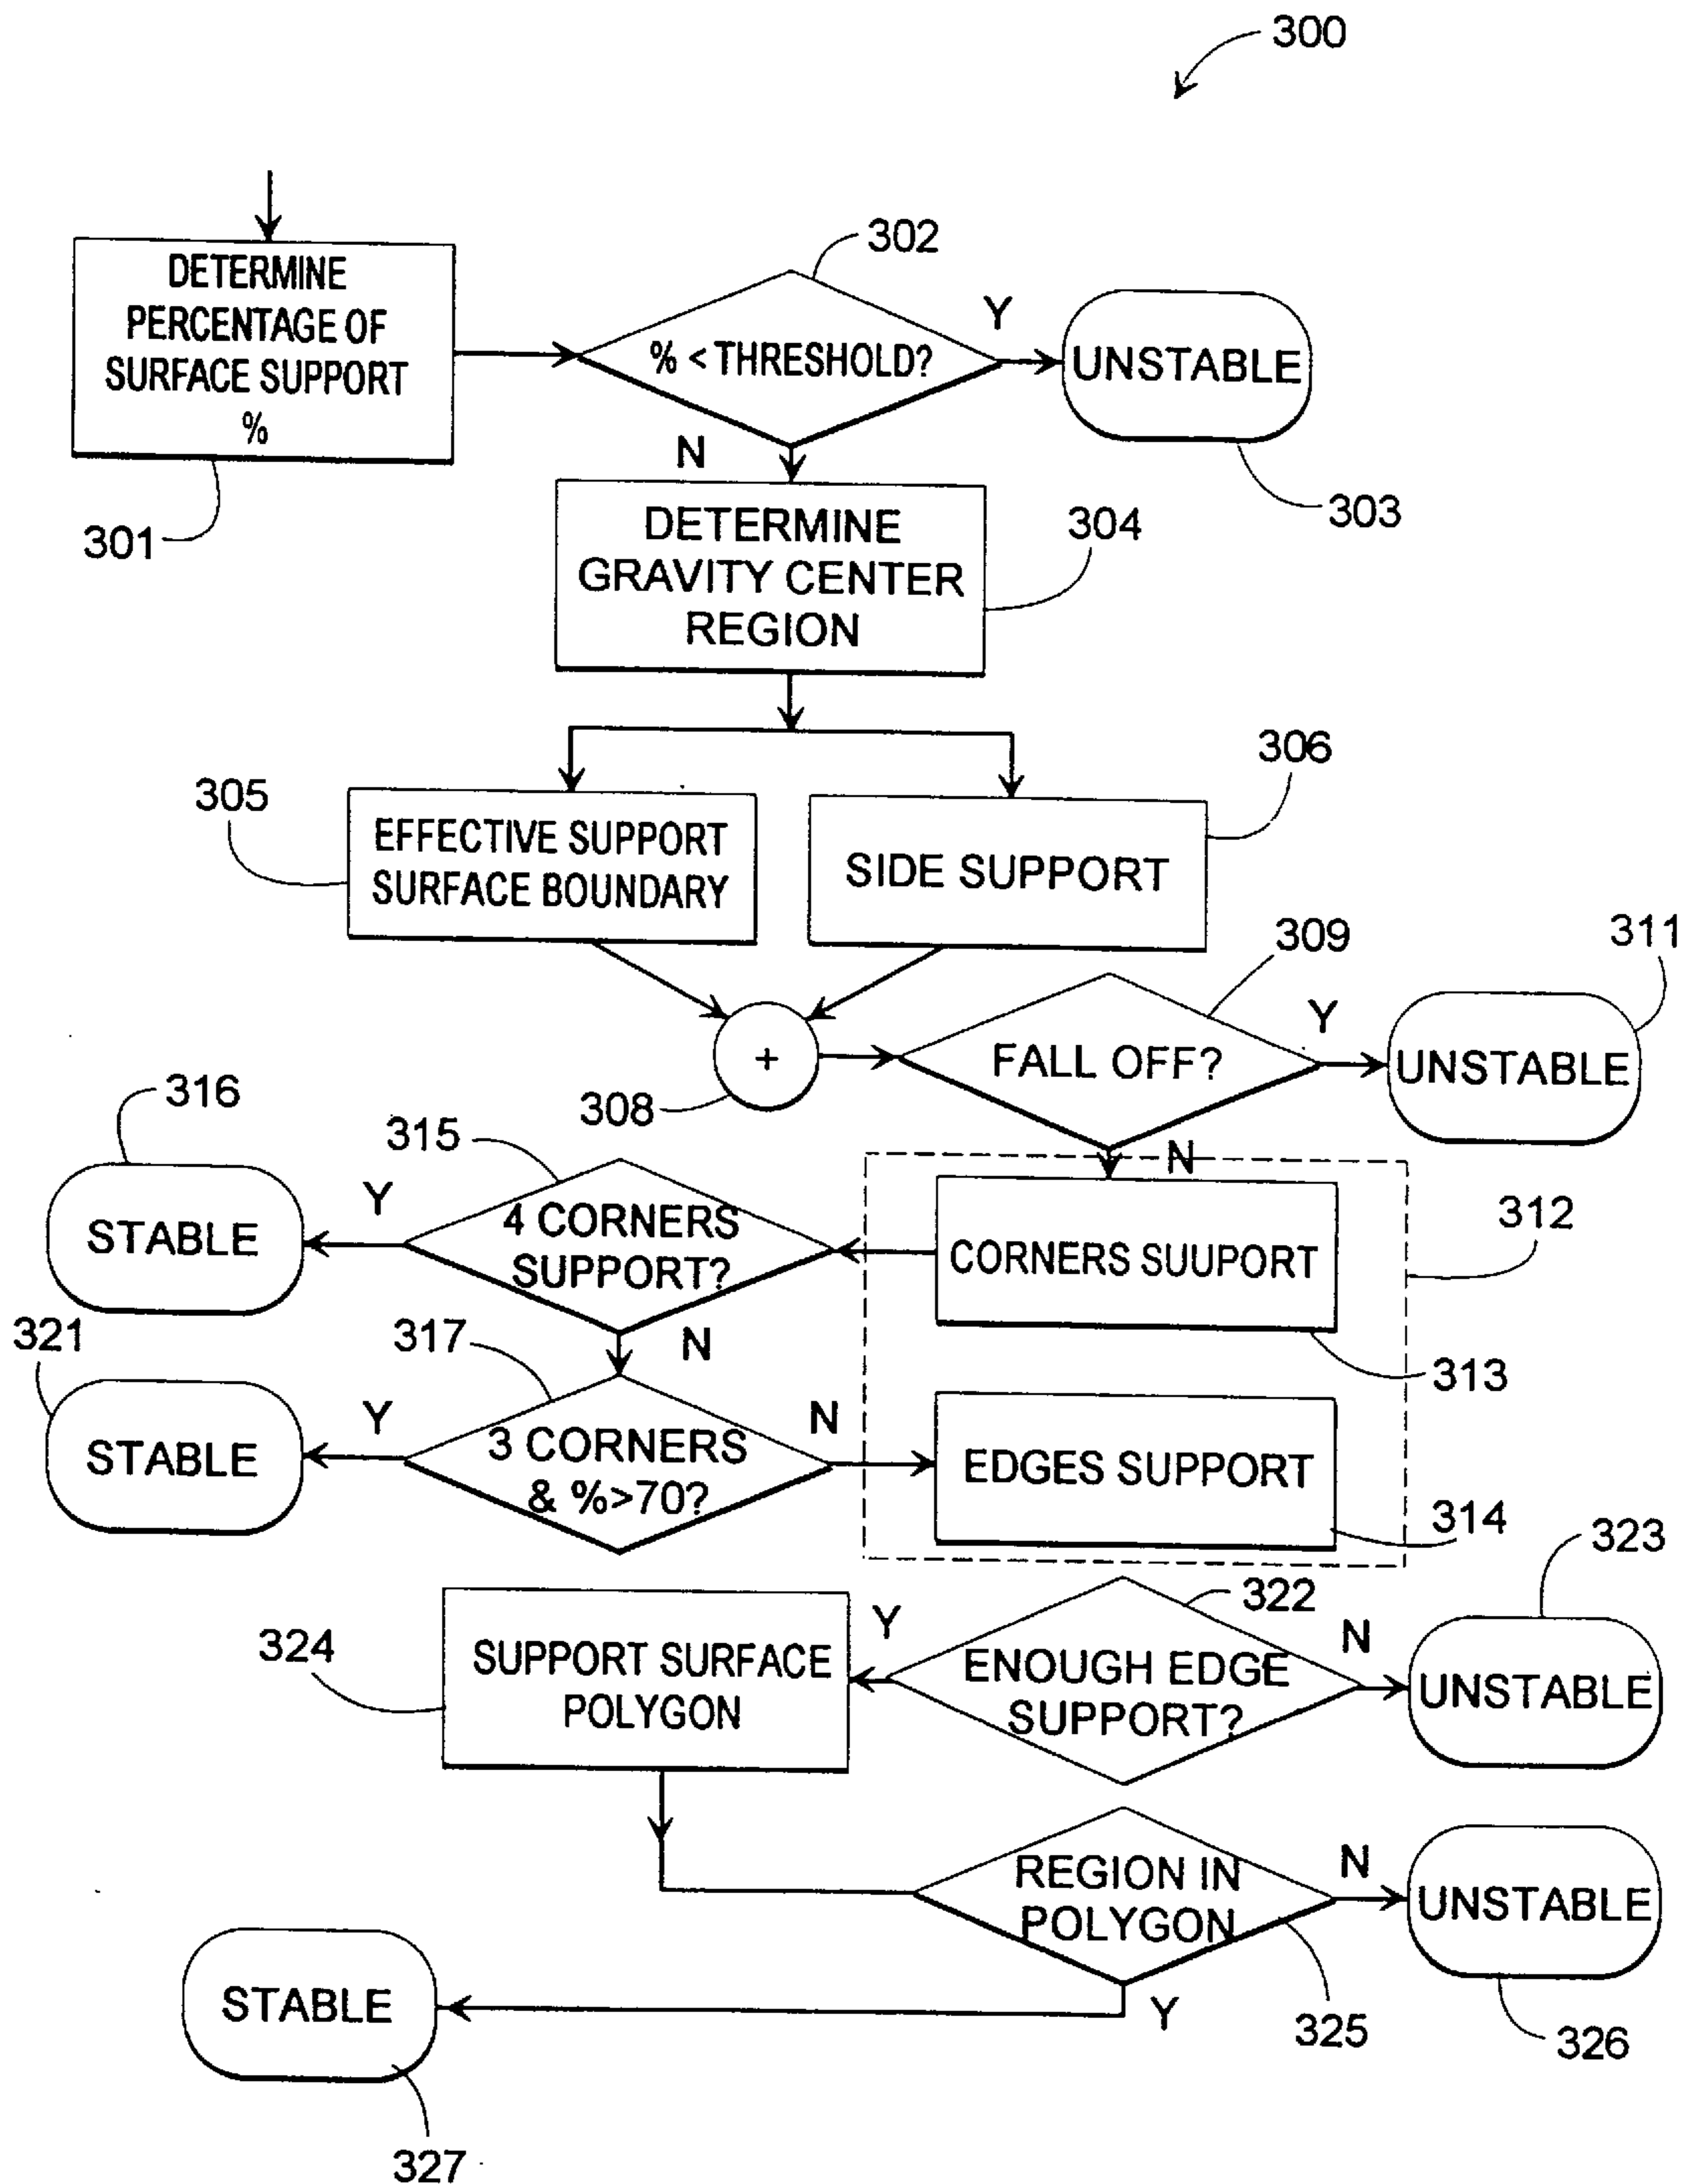 300
302
DETERMINE
PERCENTAGE OF
SURFACE SUPPORT
%
% < THRESHOLD?
Y
UNSTABLE
N
301
303
DETERMINE
GRAVITY CENTER
REGION
304
305
306
EFFECTIVE SUPPORT
SURFACE BOUNDARY
SIDE SUPPORT
309
311
+
308
FALL OFF?
Y
UNSTABLE
N
316
315
312
STABLE
Y
4 CORNERS
SUPPORT?
CORNERS SUUPORT
N
313
321
317
STABLE
Y
3 CORNERS
& %>70?
N
EDGES SUPPORT
314
323
322
324
SUPPORT SURFACE
POLYGON
Y
ENOUGH EDGE
SUPPORT?
N
UNSTABLE
REGION IN
POLYGON
N
UNSTABLE
325
326
STABLE
Y
327